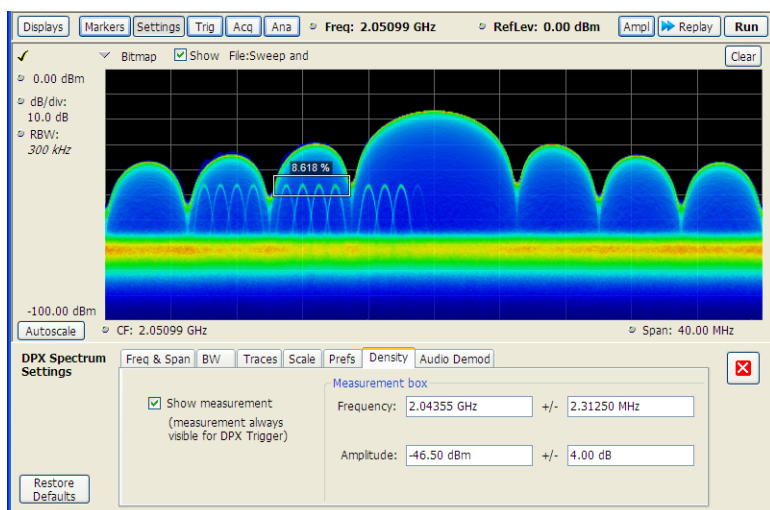 Displays Markers Settings Trig Acq Ana Freq: 2.05099 GHz RefLev: 0.00 dBm Ampl Replay Run
Bitmap Show File:Sweep and Clear
0.00 dBm
dB/div:
10.0 dB
RBW:
300 kHz
8.618 %
-100.00 dBm
Autoscale CF: 2.05099 GHz Span: 40.00 MHz
DPX Spectrum
Settings
Freq & Span BW Traces Scale Prefs Density Audio Demod
Show measurement
(measurement always
visible for DPX Trigger)
Measurement box
Frequency: 2.04355 GHz +/- 2.31250 MHz
Amplitude: -46.50 dBm +/- 4.00 dB
Restore
Defaults